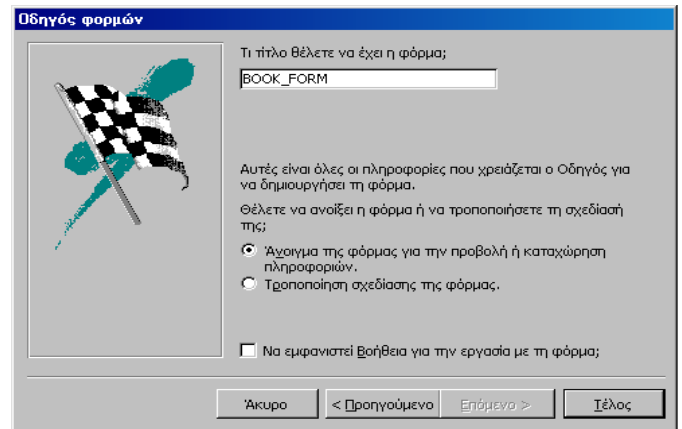 Οδηγός φορμών
Τι τίτλο θέλετε να έχει η φόρμα;
BOOK_FORM
Αυτές είναι όλες οι πληροφορίες που χρειάζεται ο Οδηγός για
να δημιουργήσει τη φόρμα.
Θέλετε να ανοίξει η φόρμα ή να τροποποιήσετε τη σχεδίασή
της;
Άνοιγμα της φόρμας για την προβολή ή καταχώρηση
πληροφοριών.
Τροποποίηση σχεδίασης της φόρμας.
Να εμφανιστεί Βοήθεια για την εργασία με τη φόρμα;
Άκυρο
< Προηγούμενο
Επόμενο >
Τέλος